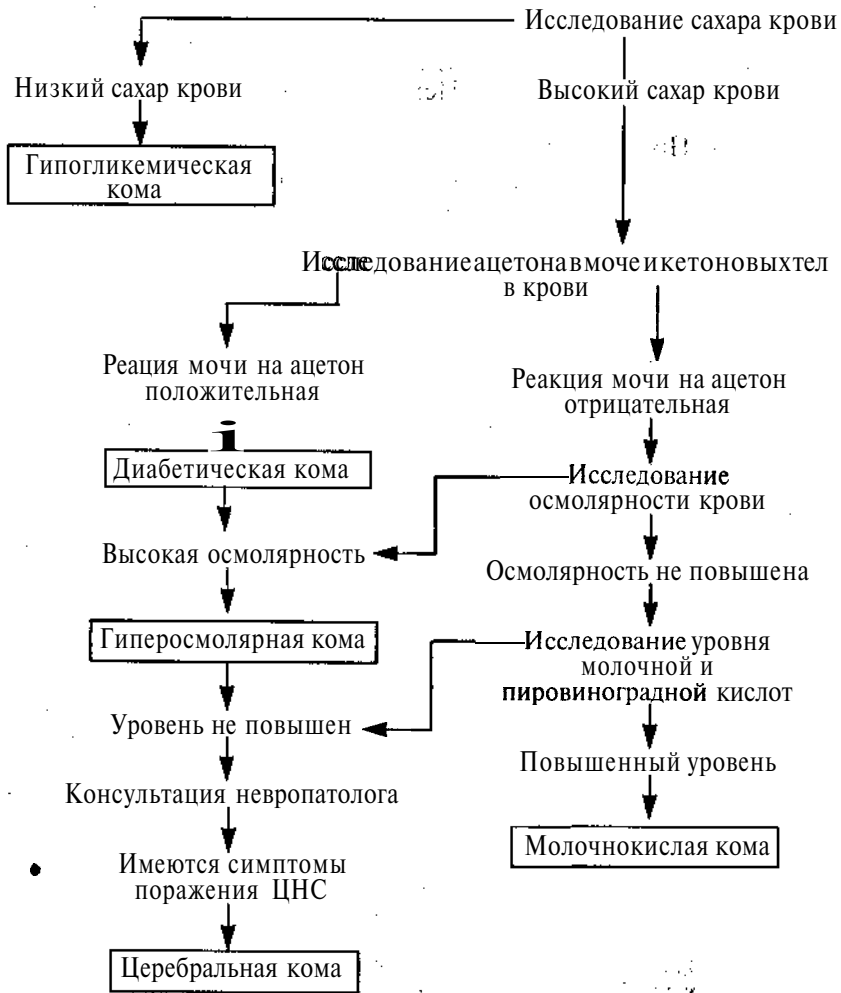 Исследование сахара крови
Низкий сахар крови
Высокий сахар крови
Гипогликемическая
кома
Исследование ацетона в моче и кетоновых тел
в крови
Реация мочи на ацетон
положительная
Реакция мочи на ацетон
отрицательная
Диабетическая кома
Исследование
осмолярности крови
Высокая осмолярность
Осмолярность не повышена
Гиперосмолярная кома
Исследование уровня
молочной и
пировиноградной кислот
Уровень не повышен
Повышенный уровень
Консультация невропатолога
Молочнокислая кома
Имеются симптомы
поражения ЦНС
Церебральная кома